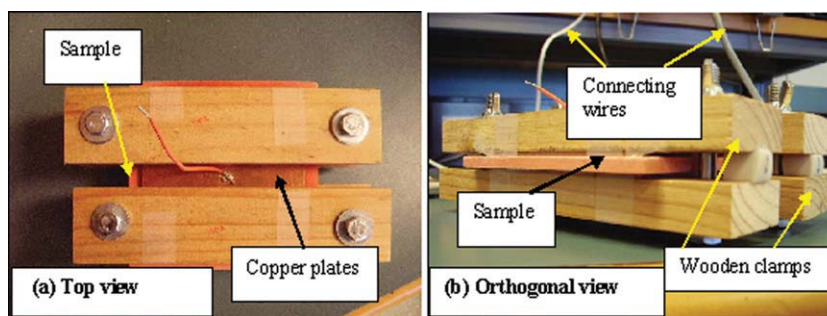 Sample
Copper plates
(a) Top view
Connecting
wires
Sample
Wooden clamps
(b) Orthogonal view